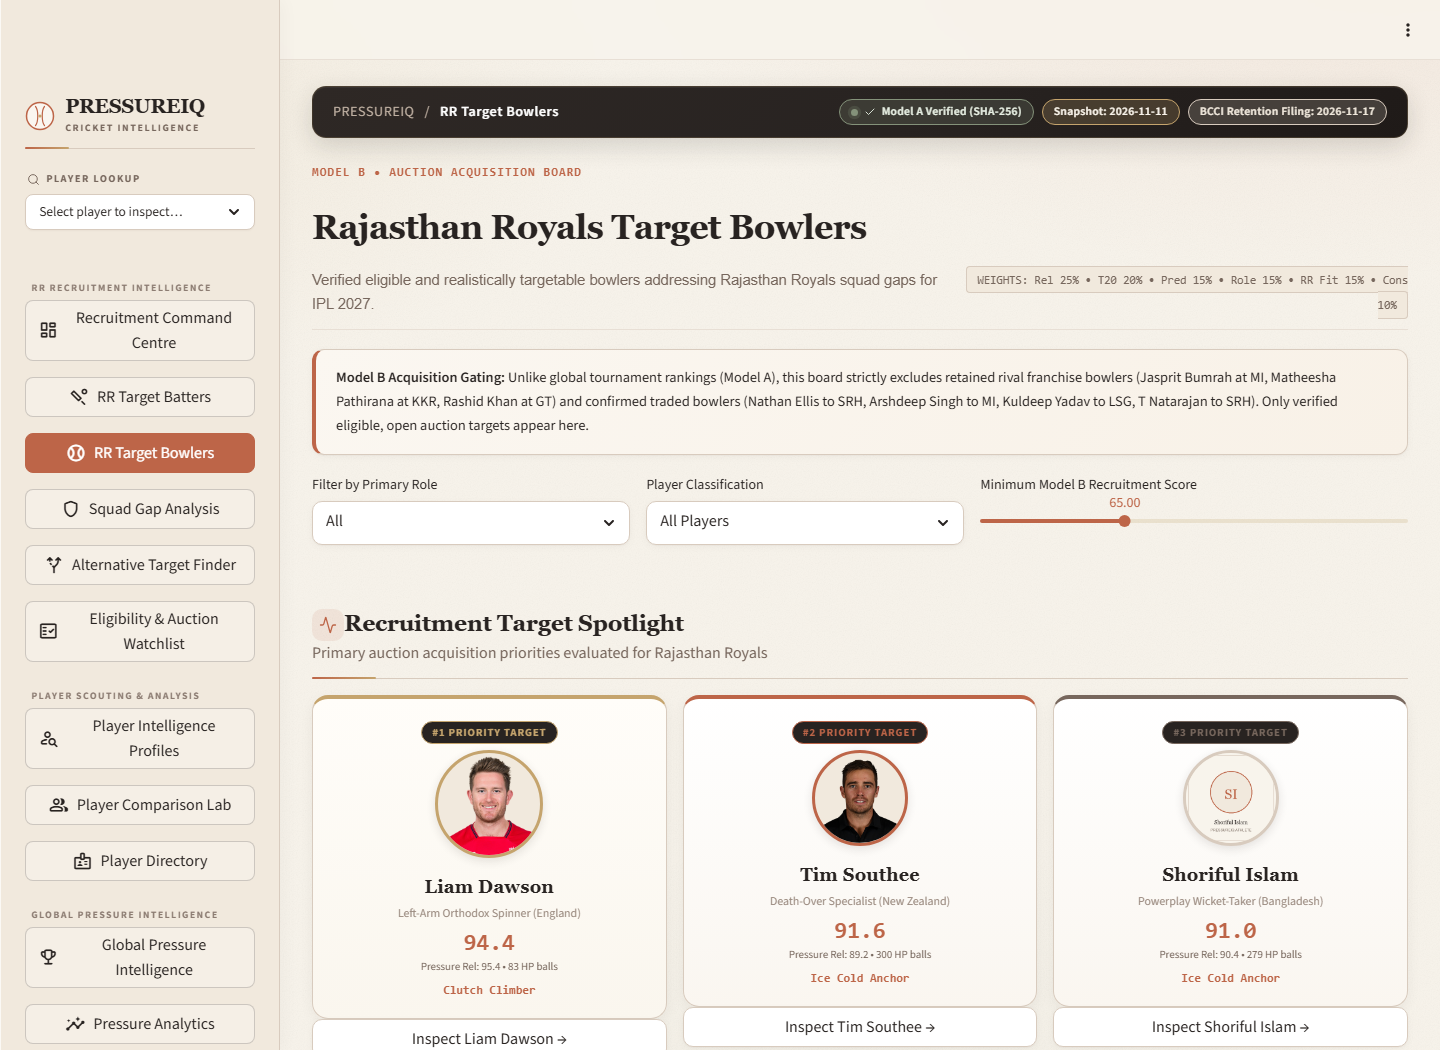 PRESSUREIQ
CRICKET INTELLIGENCE
PLAYER LOOKUP
Select player to inspect...
RR RECRUITMENT INTELLIGENCE
Recruitment Command
Centre
RR Target Batters
RR Target Bowlers
Squad Gap Analysis
Alternative Target Finder
Eligibility & Auction
Watchlist
PLAYER SCOUTING & ANALYSIS
Player Intelligence
Profiles
Player Comparison Lab
Player Directory
GLOBAL PRESSURE INTELLIGENCE
Global Pressure
Intelligence
Pressure Analytics
PRESSUREIQ / RR Target Bowlers
Model A Verified (SHA-256)
Snapshot: 2026-11-11
BCCI Retention Filing: 2026-11-17
MODEL B • AUCTION ACQUISITION BOARD
Rajasthan Royals Target Bowlers
Verified eligible and realistically targetable bowlers addressing Rajasthan Royals squad gaps for
IPL 2027.
WEIGHTS: Rel 25% • T20 20% • Pred 15% • Role 15% • RR Fit 15% • Cons
10%
Model B Acquisition Gating: Unlike global tournament rankings (Model A), this board strictly excludes retained rival franchise bowlers (Jasprit Bumrah at MI, Matheesha
Pathirana at KKR, Rashid Khan at GT) and confirmed traded bowlers (Nathan Ellis to SRH, Arshdeep Singh to MI, Kuldeep Yadav to LSG, T Natarajan to SRH). Only verified
eligible, open auction targets appear here.
Filter by Primary Role
All
Player Classification
All Players
Minimum Model B Recruitment Score
65.00
Recruitment Target Spotlight
Primary auction acquisition priorities evaluated for Rajasthan Royals
#1 PRIORITY TARGET
Liam Dawson
Left-Arm Orthodox Spinner (England)
94.4
Pressure Rel: 95.4 • 83 HP balls
Clutch Climber
Inspect Liam Dawson →
#2 PRIORITY TARGET
Tim Southee
Death-Over Specialist (New Zealand)
91.6
Pressure Rel: 89.2 • 300 HP balls
Ice Cold Anchor
Inspect Tim Southee →
#3 PRIORITY TARGET
SI
Shoriful Islam
Shoriful Islam
Powerplay Wicket-Taker (Bangladesh)
91.0
Pressure Rel: 90.4 • 279 HP balls
Ice Cold Anchor
Inspect Shoriful Islam →